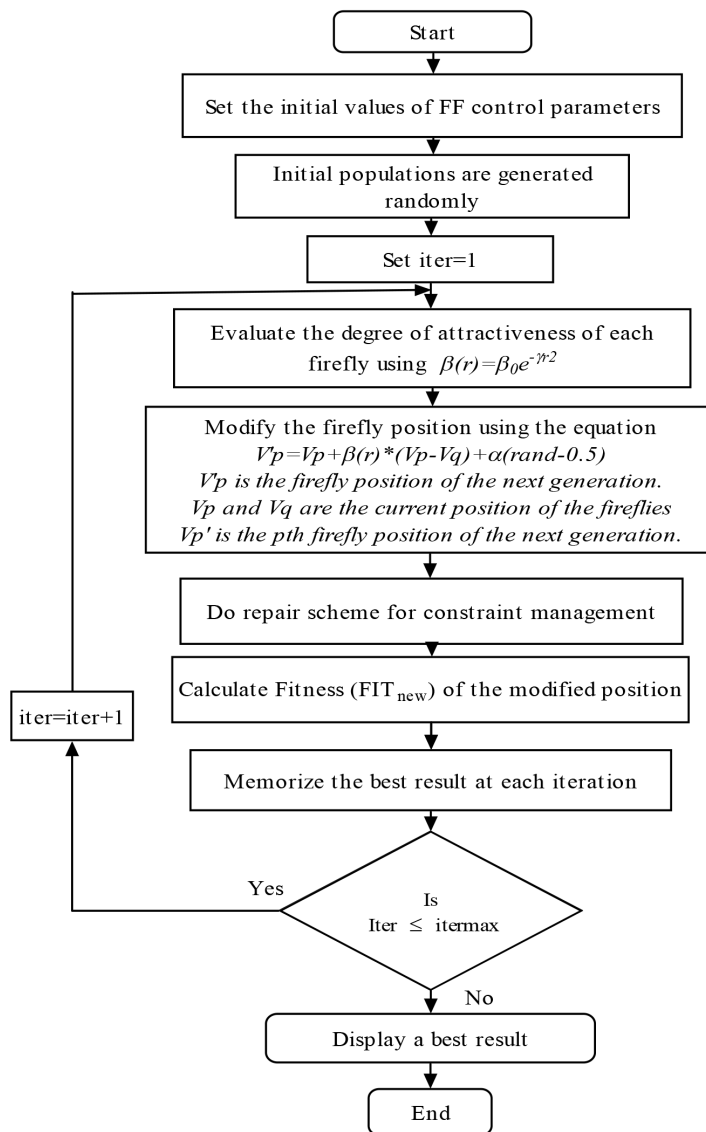 Start
Set the initial values of FF control parameters
Initial populations are generated
randomly
Set iter=1
Evaluate the degree of attractiveness of each
firefly using β(r)=β₀e^-γr2
Modify the firefly position using the equation
V'p=Vp+β(r)*(Vp-Vq)+α(rand-0.5)
V'p is the firefly position of the next generation.
Vp and Vq are the current position of the fireflies
Vp' is the pth firefly position of the next generation.
Do repair scheme for constraint management
Calculate Fitness (FIT new) of the modified position
iter=iter+1
Memorize the best result at each iteration
Yes
Is
Iter ≤ itermax
No
Display a best result
End